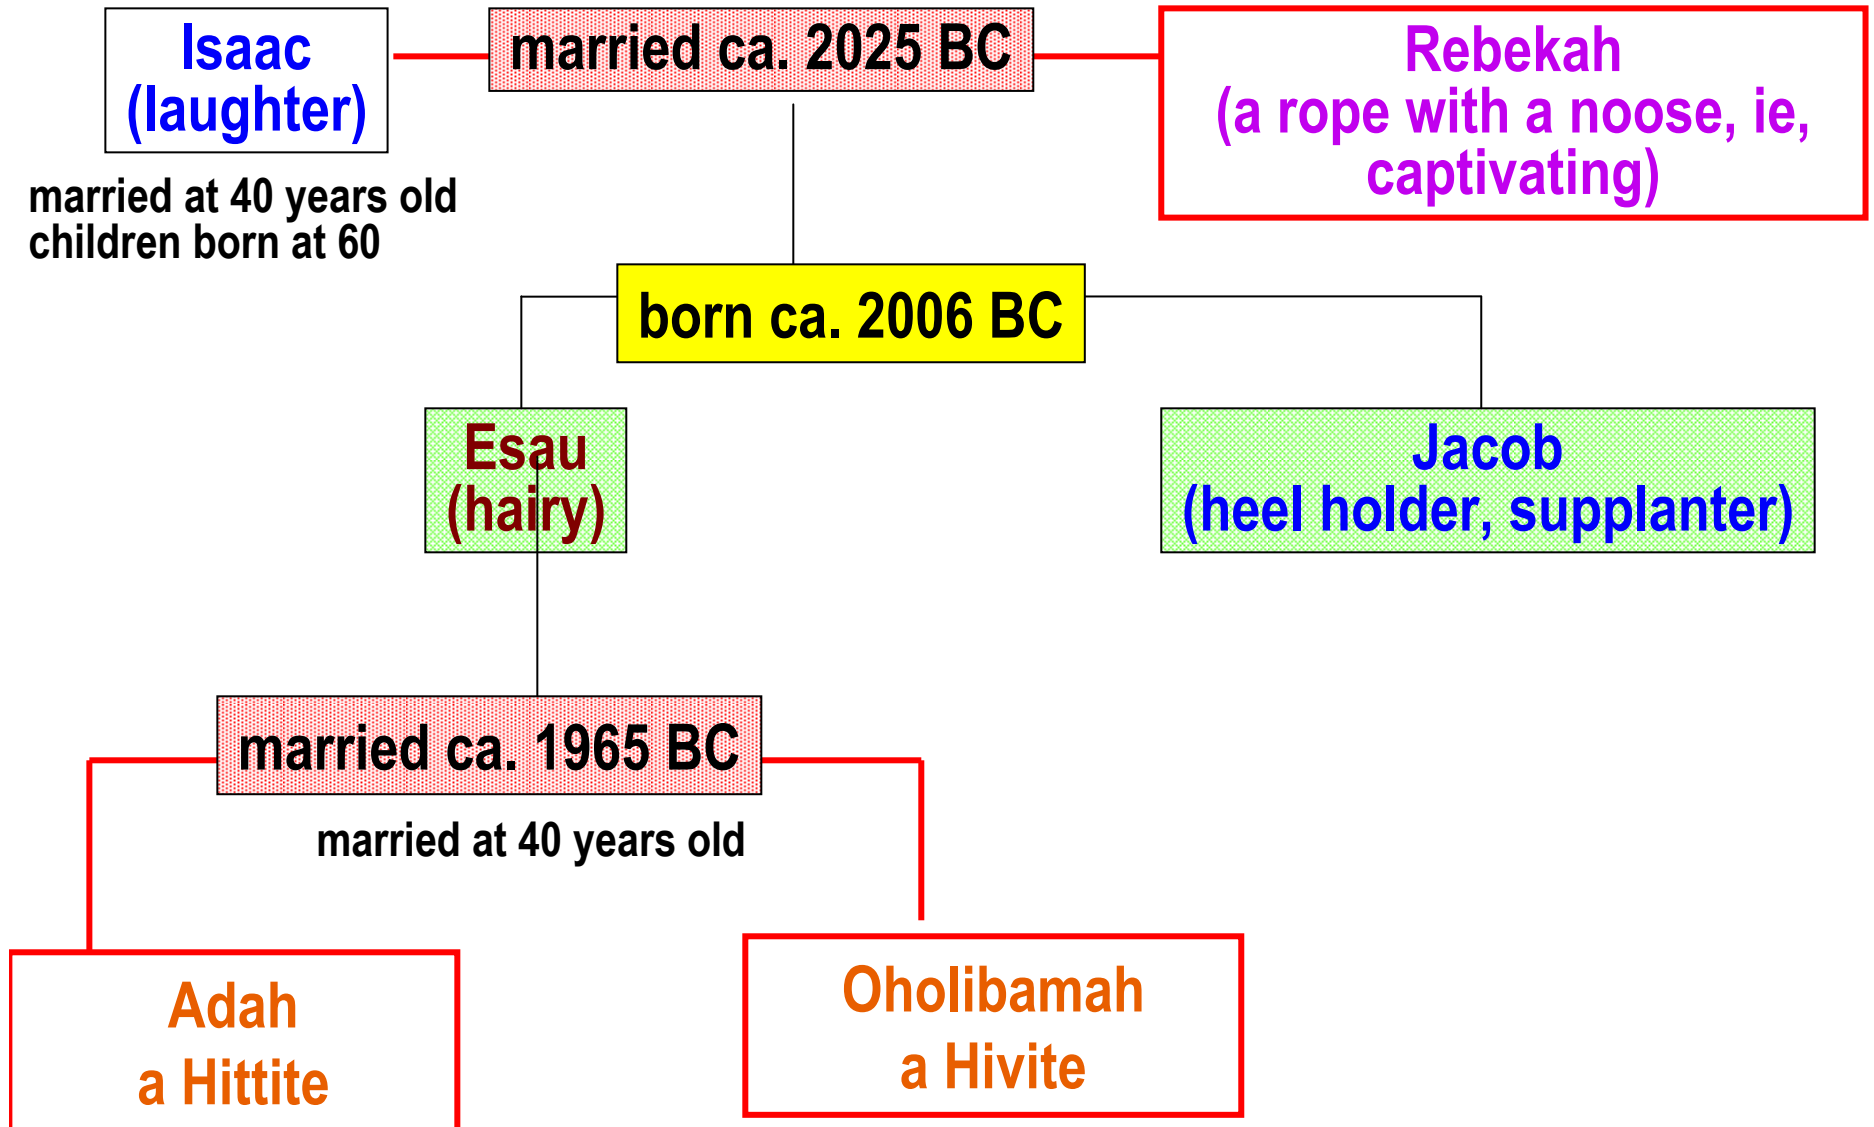 Isaac
(laughter)
married ca. 2025 BC
Rebekah
(a rope with a noose, ie,
captivating)
married at 40 years old
children born at 60
born ca. 2006 BC
Esau
(hairy)
Jacob
(heel holder, supplanter)
married ca. 1965 BC
married at 40 years old
Adah
a Hittite
Oholibamah
a Hivite